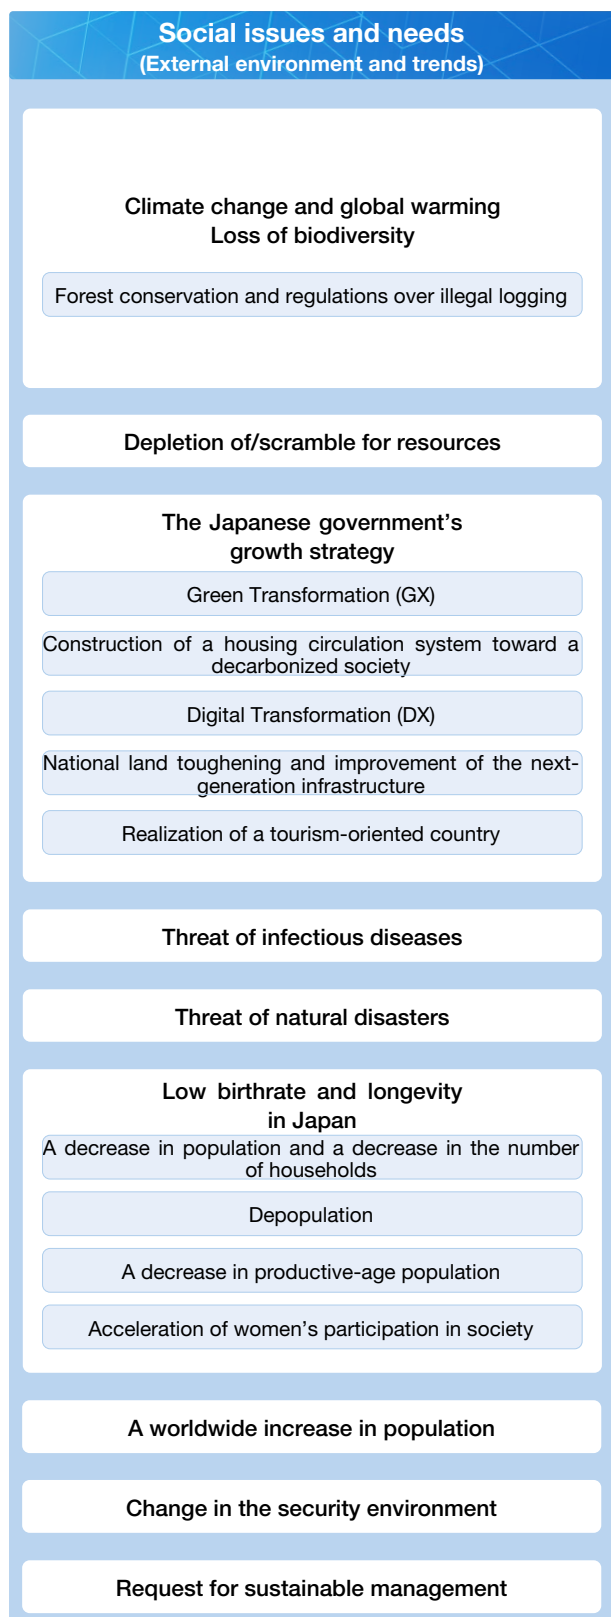 Social issues and needs
(External environment and trends)
Climate change and global warming
Loss of biodiversity
Forest conservation and regulations over illegal logging
Depletion of/scramble for resources
The Japanese government’s
growth strategy
Green Transformation (GX)
Construction of a housing circulation system toward a
decarbonized society
Digital Transformation (DX)
National land toughening and improvement of the next-
generation infrastructure
Realization of a tourism-oriented country
Threat of infectious diseases
Threat of natural disasters
Low birthrate and longevity
in Japan
A decrease in population and a decrease in the number
of households
Depopulation
A decrease in productive-age population
Acceleration of women’s participation in society
A worldwide increase in population
Change in the security environment
Request for sustainable management